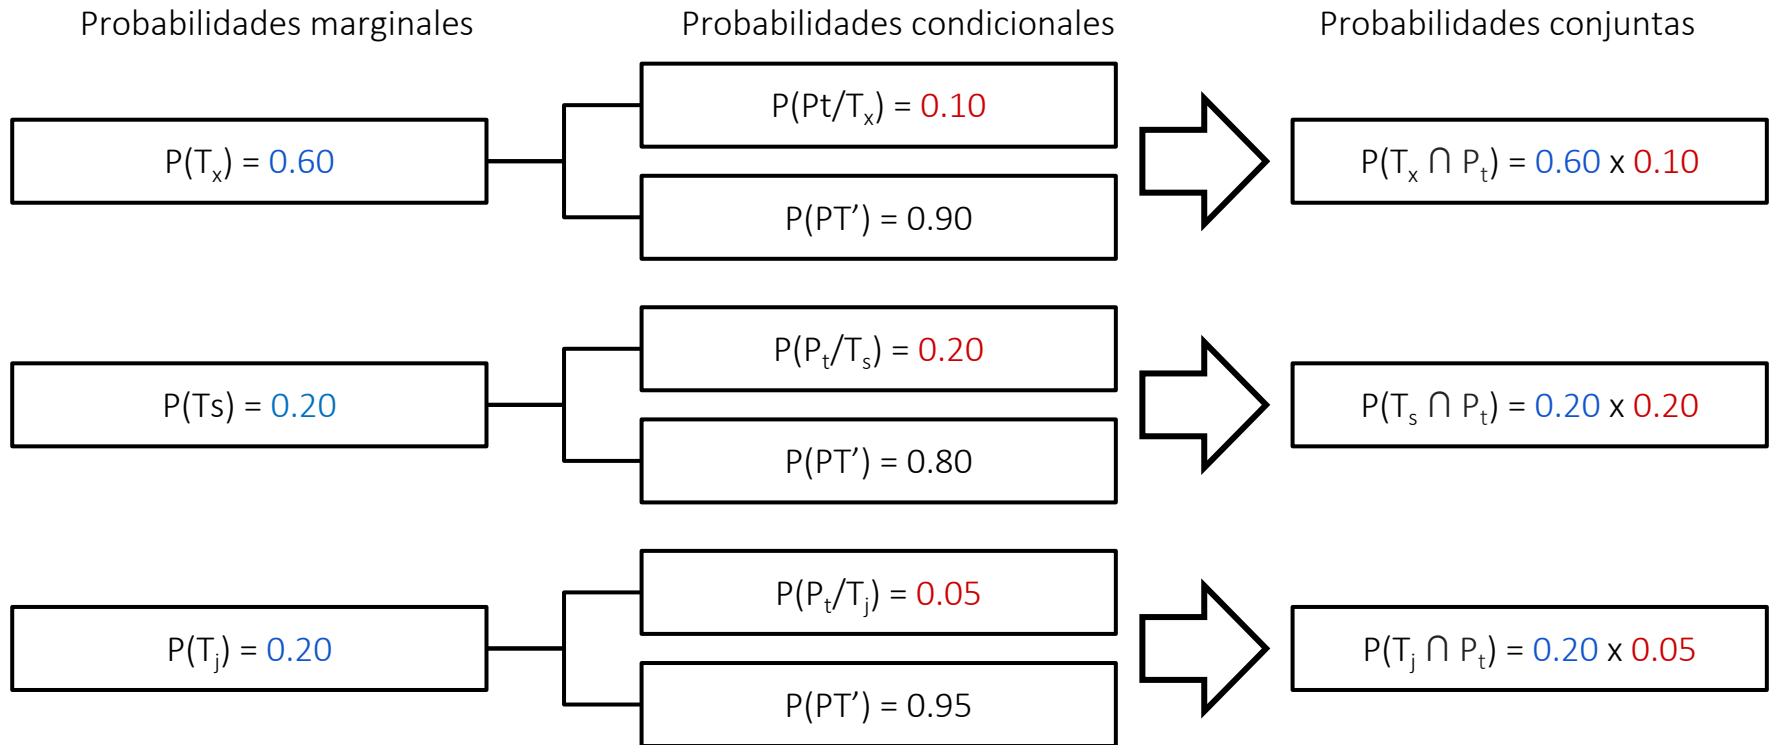 Probabilidades marginales
Probabilidades condicionales
Probabilidades conjuntas
P(Pt/Tₓ) = 0.10
P(Tₓ) = 0.60
P(Tₓ ∩ Pₜ) = 0.60 x 0.10
P(PT’) = 0.90
P(Pₜ/Tₛ) = 0.20
P(Ts) = 0.20
P(Tₛ ∩ Pₜ) = 0.20 x 0.20
P(PT’) = 0.80
P(Pₜ/Tⱼ) = 0.05
P(Tⱼ) = 0.20
P(Tⱼ ∩ Pₜ) = 0.20 x 0.05
P(PT’) = 0.95